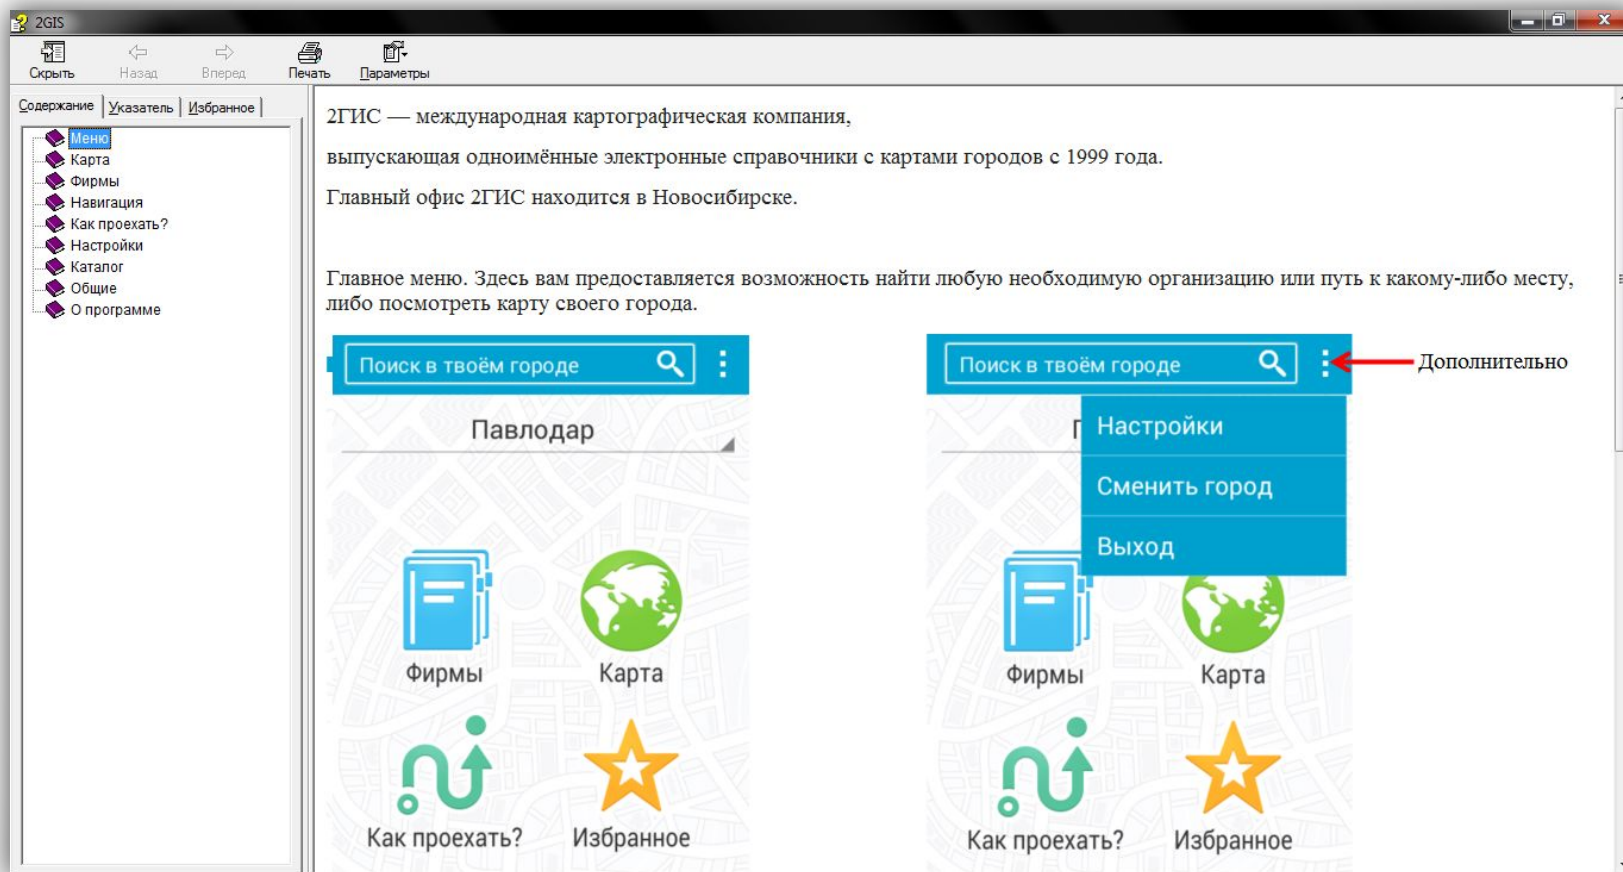 2GIS
Скрыть Назад Вперед Печать Параметры
Содержание Указатель Избранное
Меню
Карта
Фирмы
Навигация
Как проехать?
Настройки
Каталог
Общие
О программе
2ГИС — международная картографическая компания,
выпускающая одноимённые электронные справочники с картами городов с 1999 года.
Главный офис 2ГИС находится в Новосибирске.
Главное меню. Здесь вам предоставляется возможность найти любую необходимую организацию или путь к какому-либо месту,
либо посмотреть карту своего города.
Поиск в твоём городе
Павлодар
Фирмы Карта
Как проехать? Избранное
Поиск в твоём городе
Дополнительно
Настройки
Сменить город
Выход
Фирмы Карта
Как проехать? Избранное